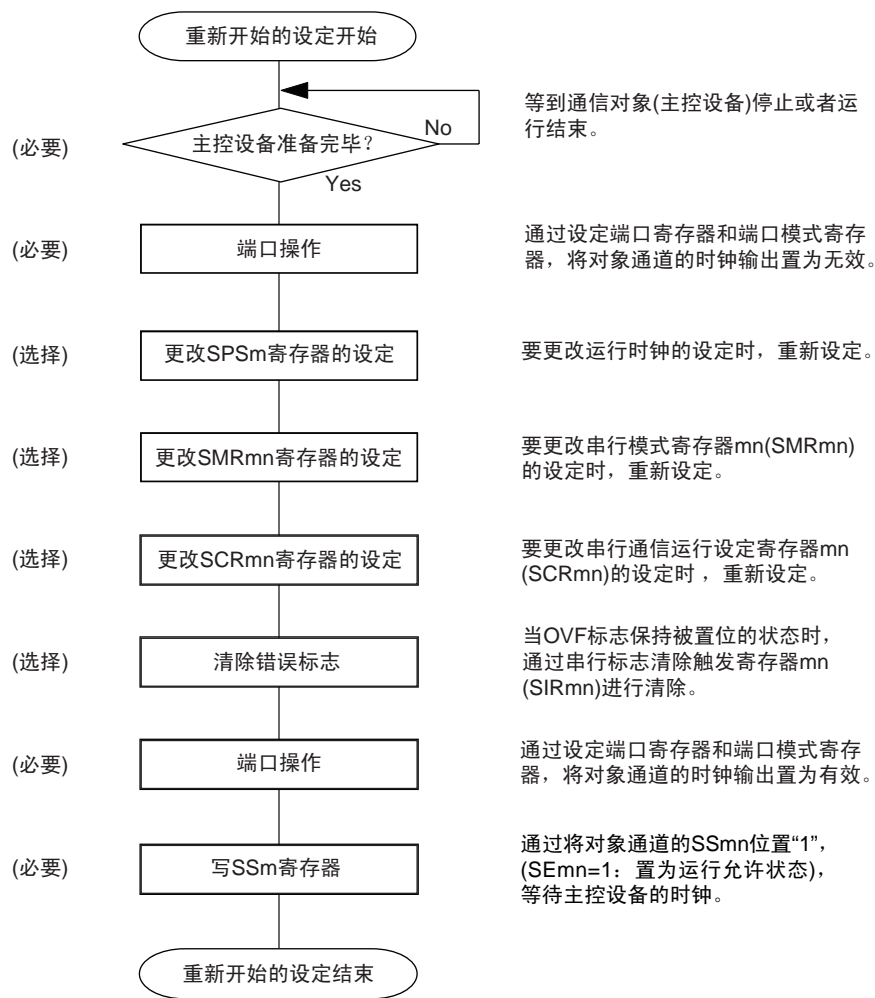 重新开始的设定开始
(必要)
主控设备准备完毕？
No
Yes
等到通信对象(主控设备)停止或者运
行结束。
(必要)
端口操作
通过设定端口寄存器和端口模式寄存
器，将对象通道的时钟输出置为无效。
(选择)
更改SPSm寄存器的设定
要更改运行时钟的设定时，重新设定。
(选择)
更改SMRmn寄存器的设定
要更改串行模式寄存器mn(SMRmn)
的设定时，重新设定。
(选择)
更改SCRmn寄存器的设定
要更改串行通信运行设定寄存器mn
(SCRmn)的设定时，重新设定。
(选择)
清除错误标志
当OVF标志保持被置位的状态时，
通过串行标志清除触发寄存器mn
(SIRmn)进行清除。
(必要)
端口操作
通过设定端口寄存器和端口模式寄存
器，将对象通道的时钟输出置为有效。
(必要)
写SSm寄存器
通过将对象通道的SSmn位置“1”，
(SEmn=1：置为运行允许状态)，
等待主控设备的时钟。
重新开始的设定结束